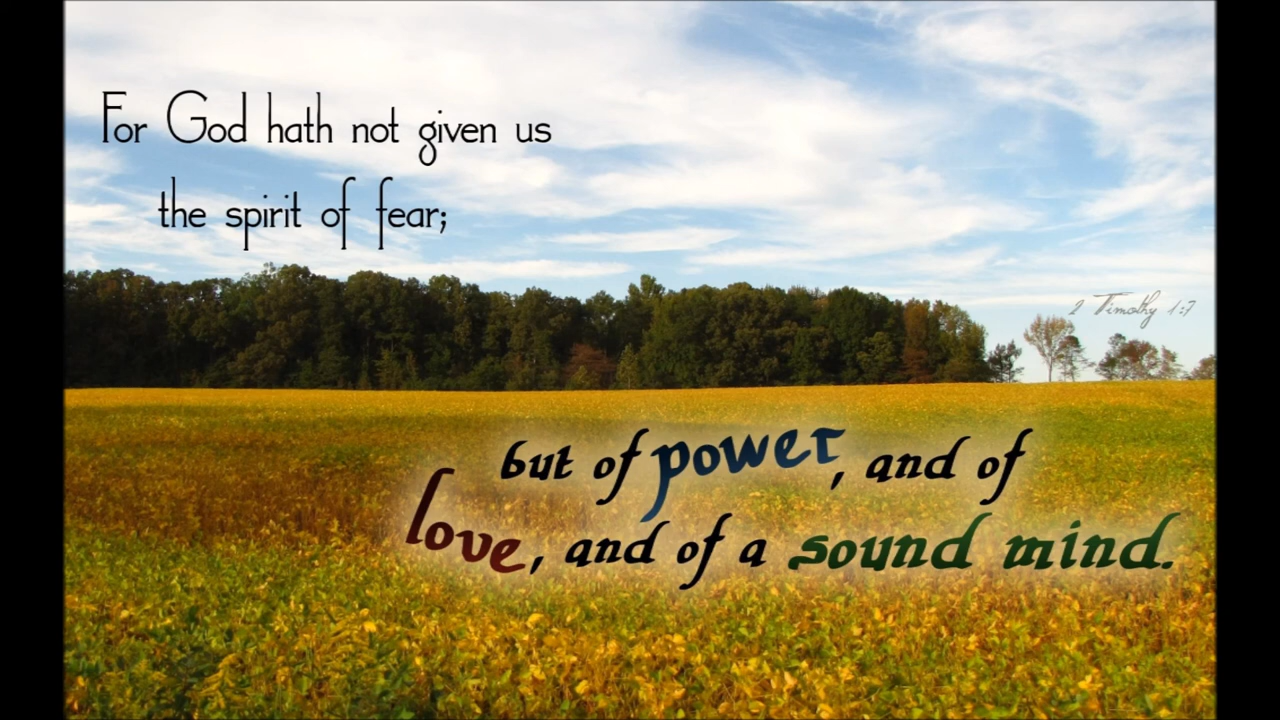 For God hath not given us
the spirit of fear;
2 Timothy 1:7
but of power, and of
love, and of a sound mind.